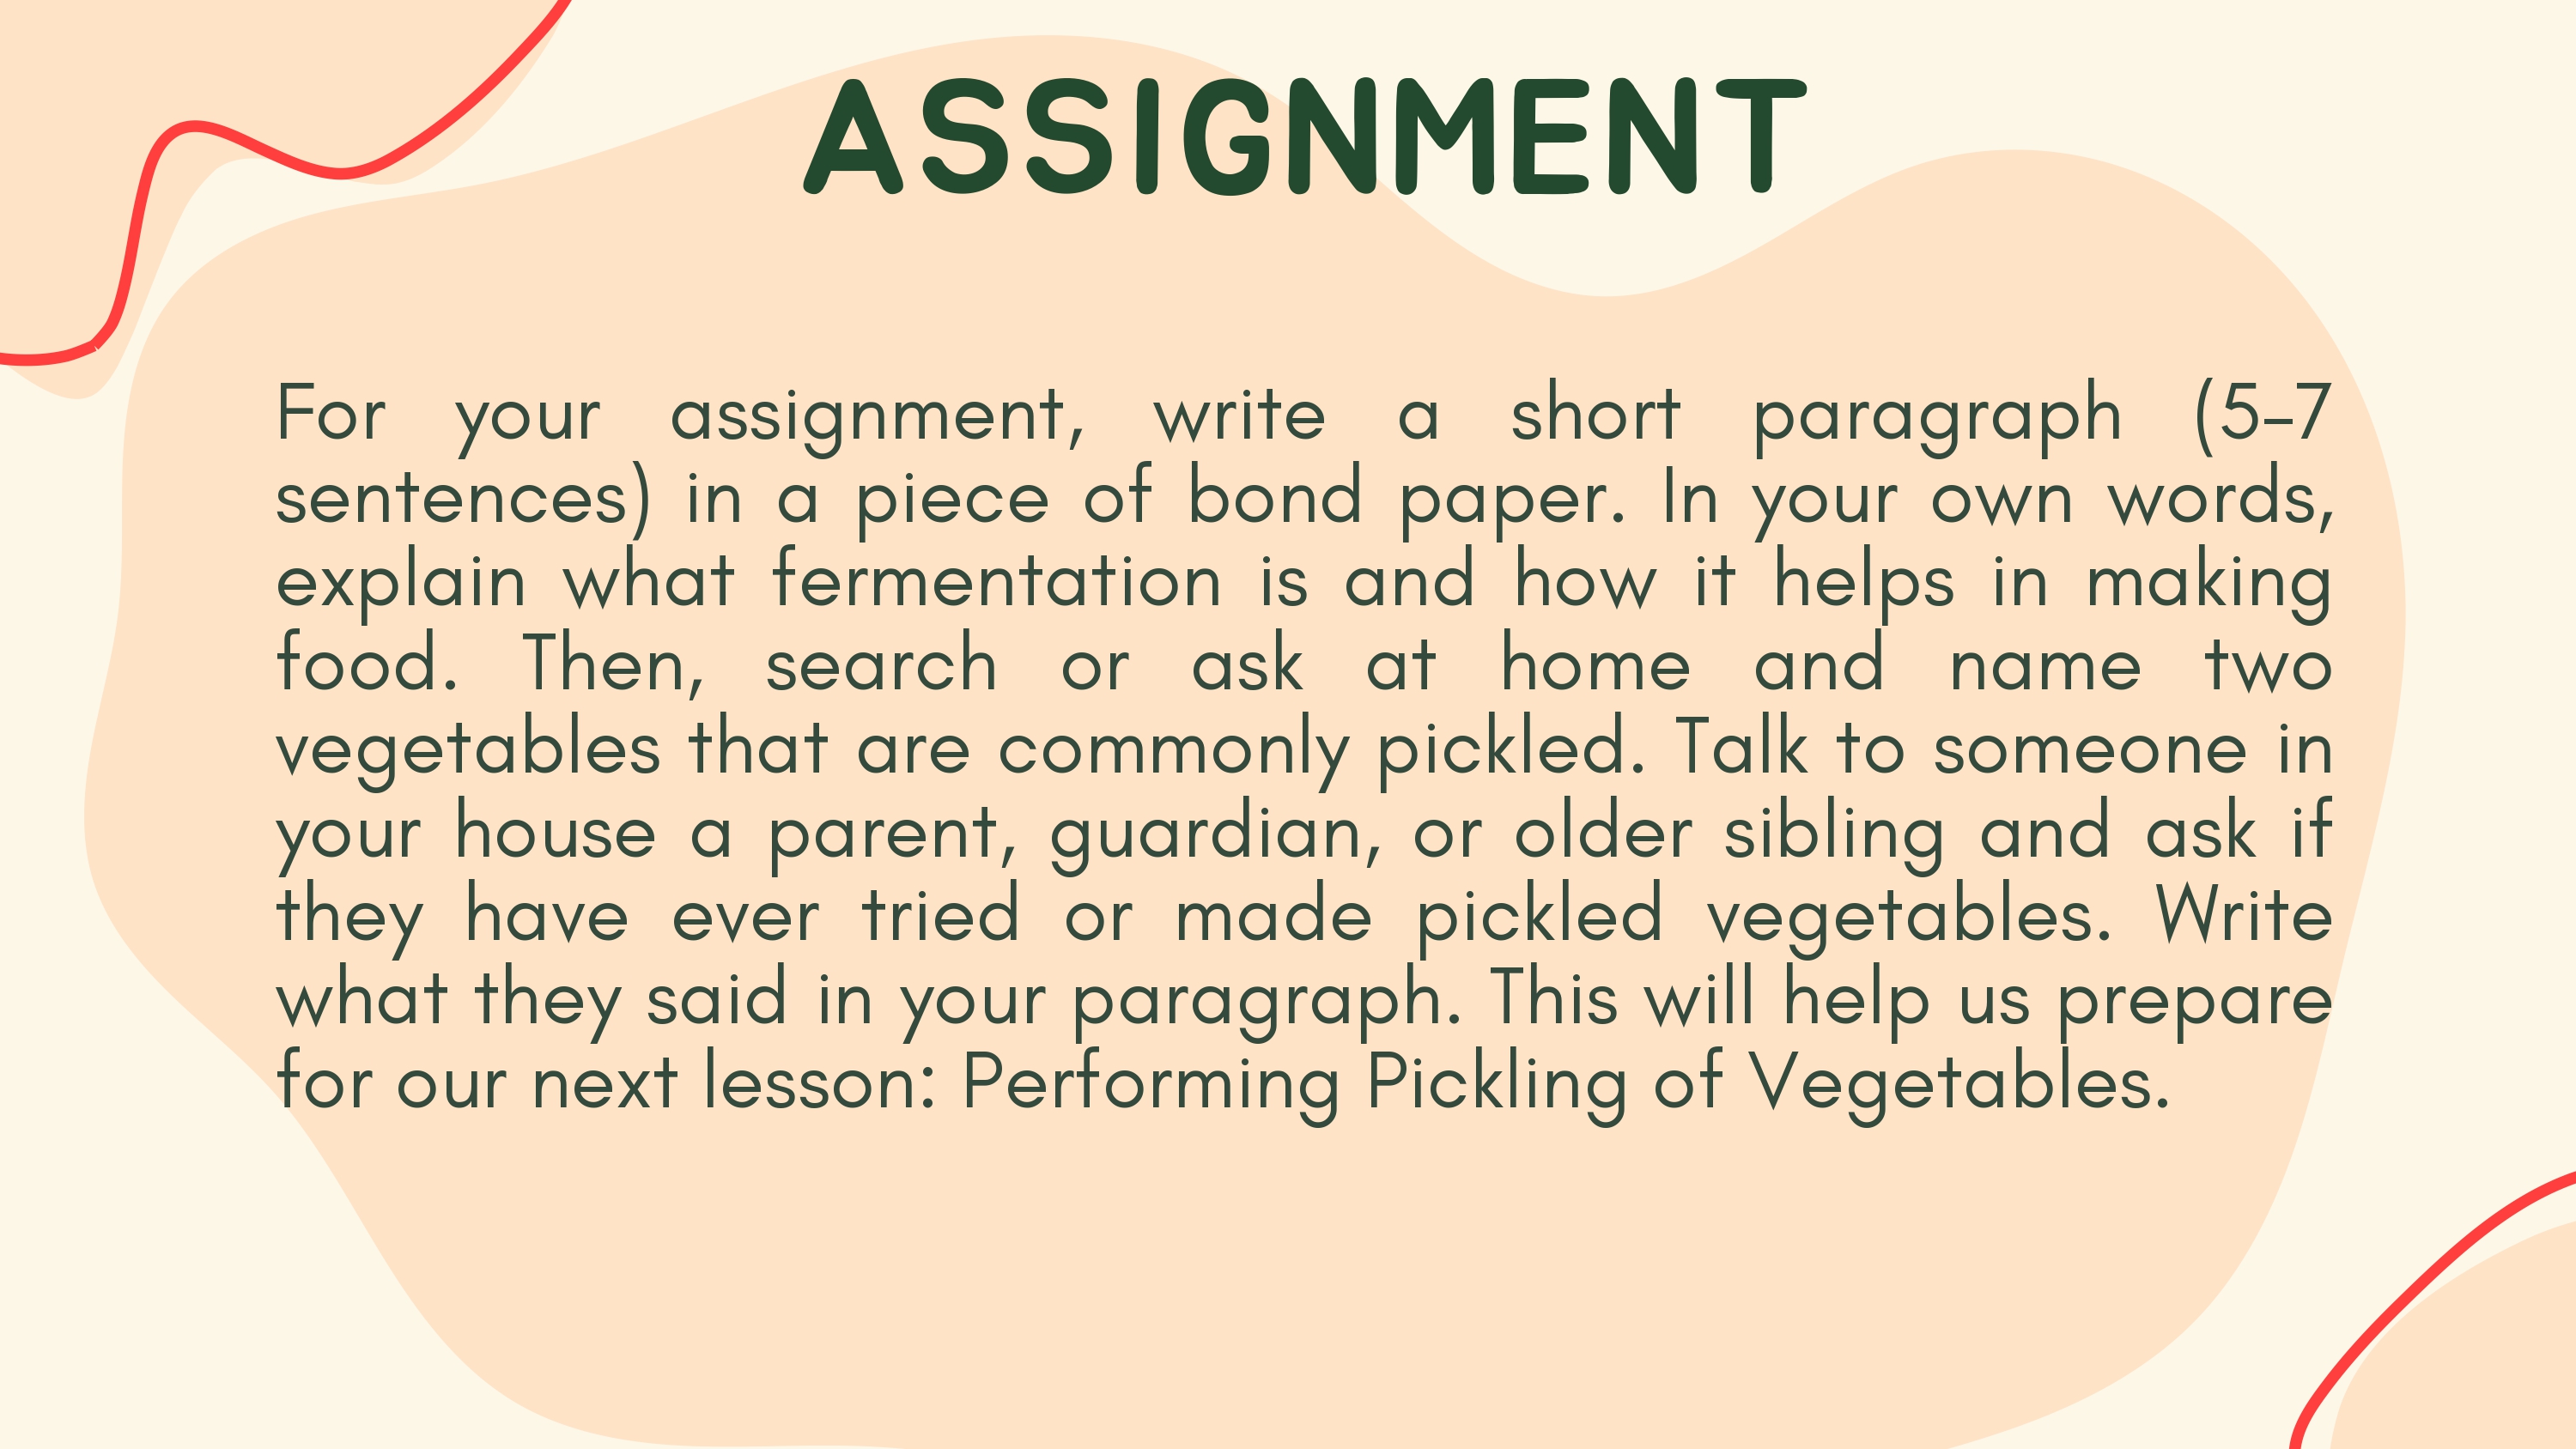 ASSIGNMENT
For your assignment, write a short paragraph (5–7
sentences) in a piece of bond paper. In your own words,
explain what fermentation is and how it helps in making
food. Then, search or ask at home and name two
vegetables that are commonly pickled. Talk to someone in
your house a parent, guardian, or older sibling and ask if
they have ever tried or made pickled vegetables. Write
what they said in your paragraph. This will help us prepare
for our next lesson: Performing Pickling of Vegetables.